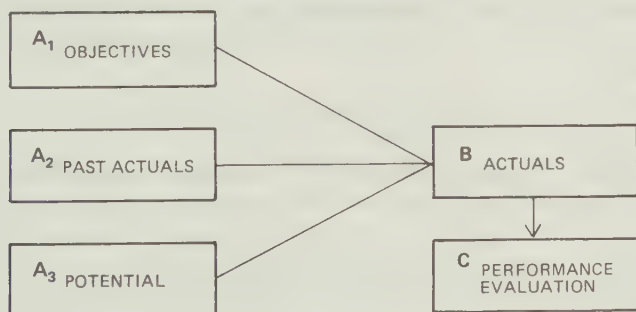 A1 OBJECTIVES
A2 PAST ACTUALS
A3 POTENTIAL
B ACTUALS
C PERFORMANCE
EVALUATION